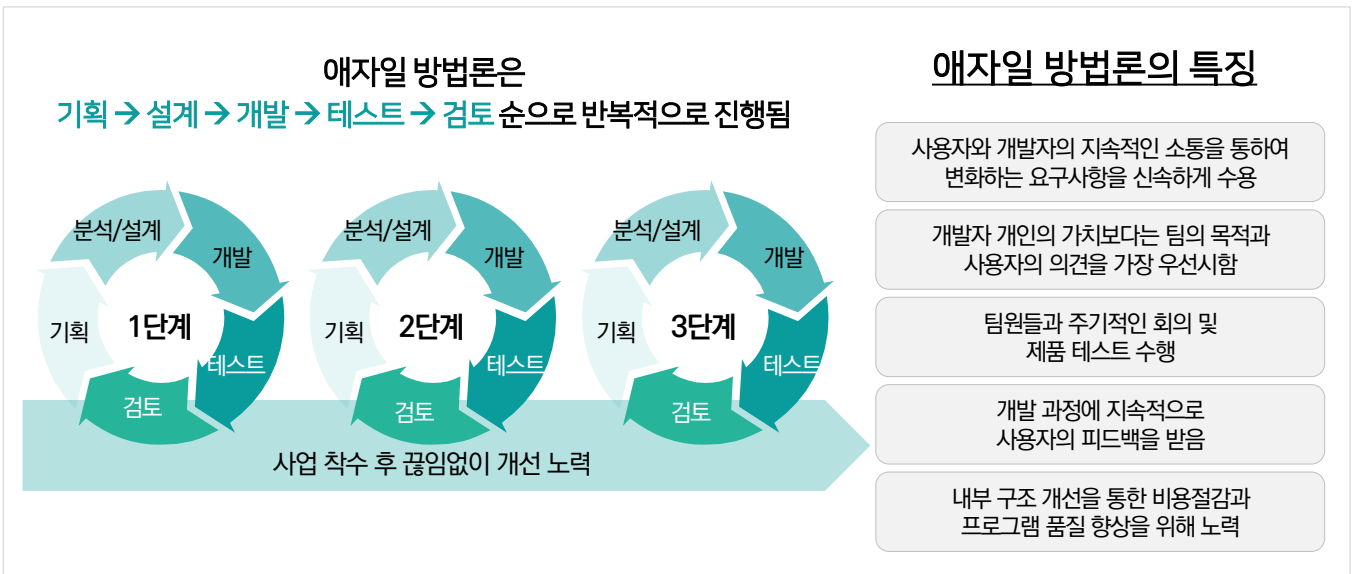 애자일 방법론은
기획 → 설계 → 개발 → 테스트 → 검토 순으로 반복적으로 진행됨
분석/설계
개발
기획
1단계
테스트
검토
분석/설계
개발
기획
2단계
테스트
검토
분석/설계
개발
기획
3단계
테스트
검토
사업 착수 후 끊임없이 개선 노력
애자일 방법론의 특징
사용자와 개발자의 지속적인 소통을 통하여
변화하는 요구사항을 신속하게 수용
개발자 개인의 가치보다는 팀의 목적과
사용자의 의견을 가장 우선시함
팀원들과 주기적인 회의 및
제품 테스트 수행
개발 과정에 지속적으로
사용자의 피드백을 받음
내부 구조 개선을 통한 비용절감과
프로그램 품질 향상을 위해 노력